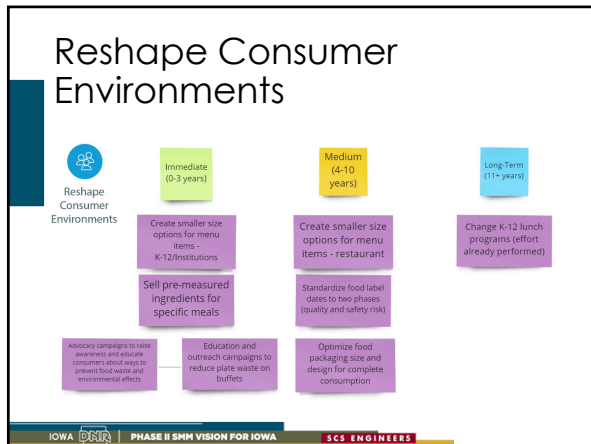 Reshape Consumer
Environments
Reshape
Consumer
Environments
Immediate
(0-3 years)
Medium
(4-10
years)
Long-Term
(11+ years)
Create smaller size
options for menu
items -
K-12/Institutions
Create smaller size
options for menu
items - restaurant
Change K-12 lunch
programs (effort
already performed)
Sell pre-measured
ingredients for
specific meals
Standardize food label
dates to two phases
(quality and safety risk)
Advocacy campaigns to raise
awareness and educate
consumers about ways to
prevent food waste and
environmental effects
Education and
outreach campaigns to
reduce plate waste on
buffets
Optimize food
packaging size and
design for complete
consumption
IOWA DNR PHASE II SMM VISION FOR IOWA SCS ENGINEERS